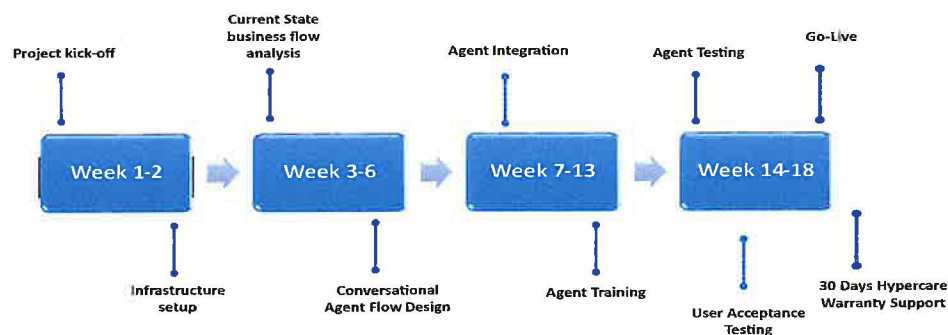 Project kick-off
Current State
business flow
analysis
Agent Integration
Agent Testing
Go-Live
Week 1-2
Week 3-6
Week 7-13
Week 14-18
Infrastructure
setup
Conversational
Agent Flow Design
Agent Training
User Acceptance
Testing
30 Days Hypercare
Warranty Support